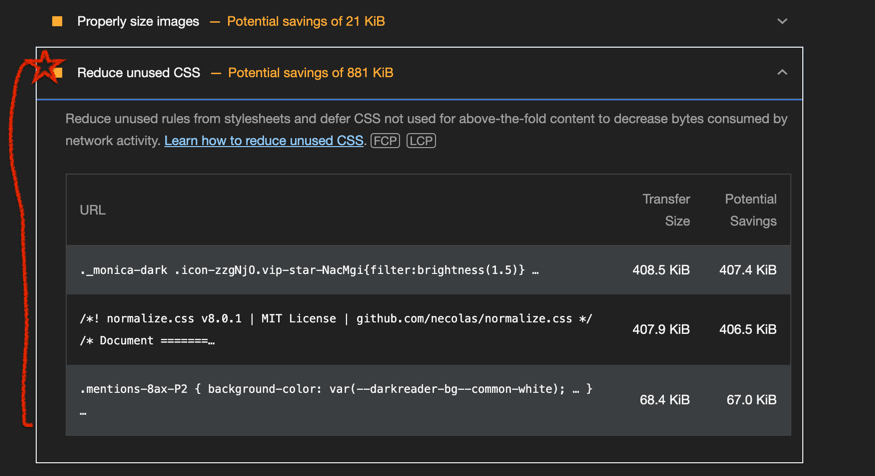 Properly size images — Potential savings of 21 KiB
Reduce unused CSS — Potential savings of 881 KiB
Reduce unused rules from stylesheets and defer CSS not used for above-the-fold content to decrease bytes consumed by
network activity. Learn how to reduce unused CSS. FCP LCP
URL
Transfer Size
Potential Savings
._monica-dark .icon-zzgNjO.vip-star-NacMgi{filter:brightness(1.5)} … 408.5 KiB 407.4 KiB
/*! normalize.css v8.0.1 | MIT License | github.com/necolas/normalize.css */
/* Document =======… 407.9 KiB 406.5 KiB
.mentions-8ax-P2 { background-color: var(--darkreader-bg--common-white); … }
… 68.4 KiB 67.0 KiB